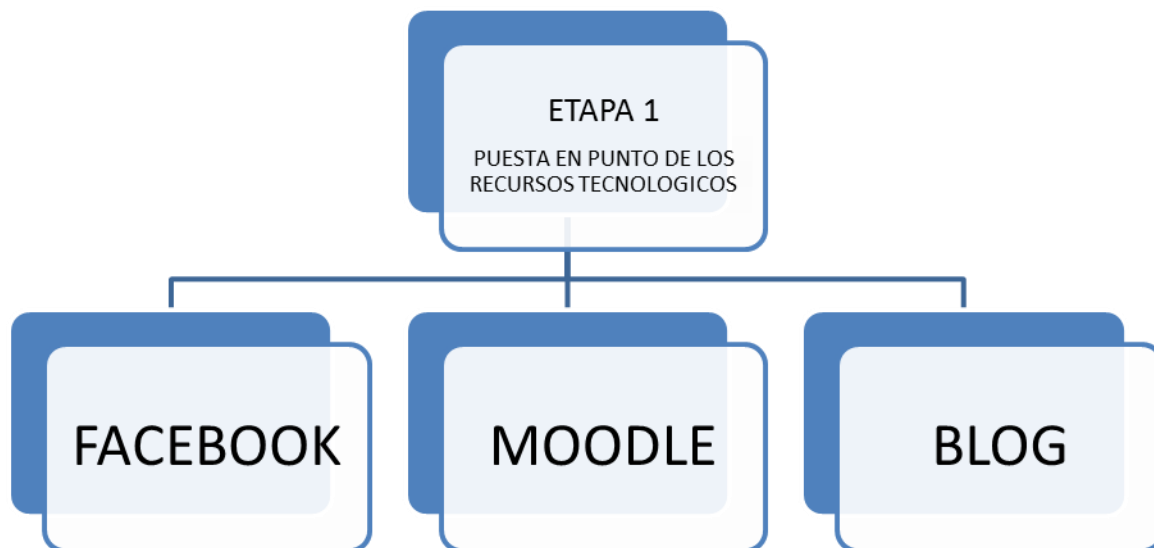 ETAPA 1
PUESTA EN PUNTO DE LOS
RECURSOS TECNOLOGICOS
FACEBOOK
MOODLE
BLOG